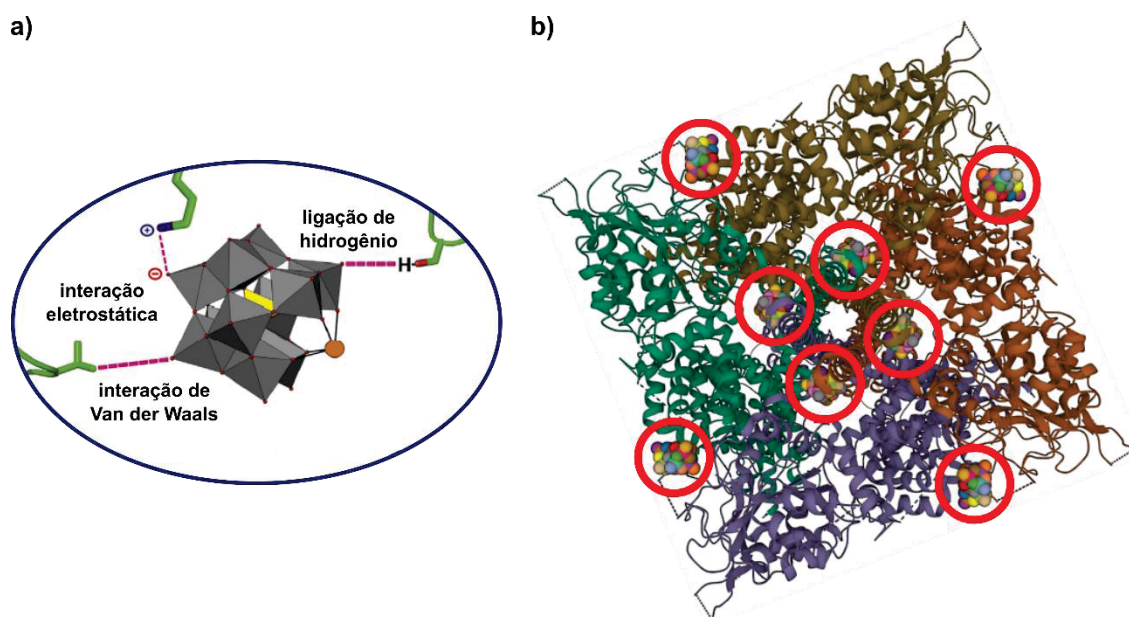 a)
b)
ligação de
hidrogênio
H
+
−
interação
eletrostática
interação de
Van der Waals